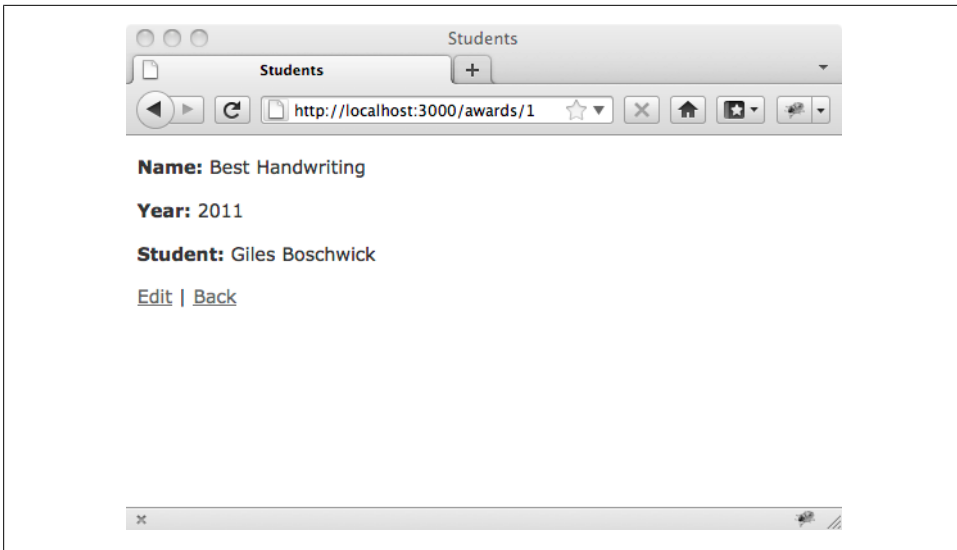 Students
Students
http://localhost:3000/awards/1
Name: Best Handwriting
Year: 2011
Student: Giles Boschwick
Edit | Back